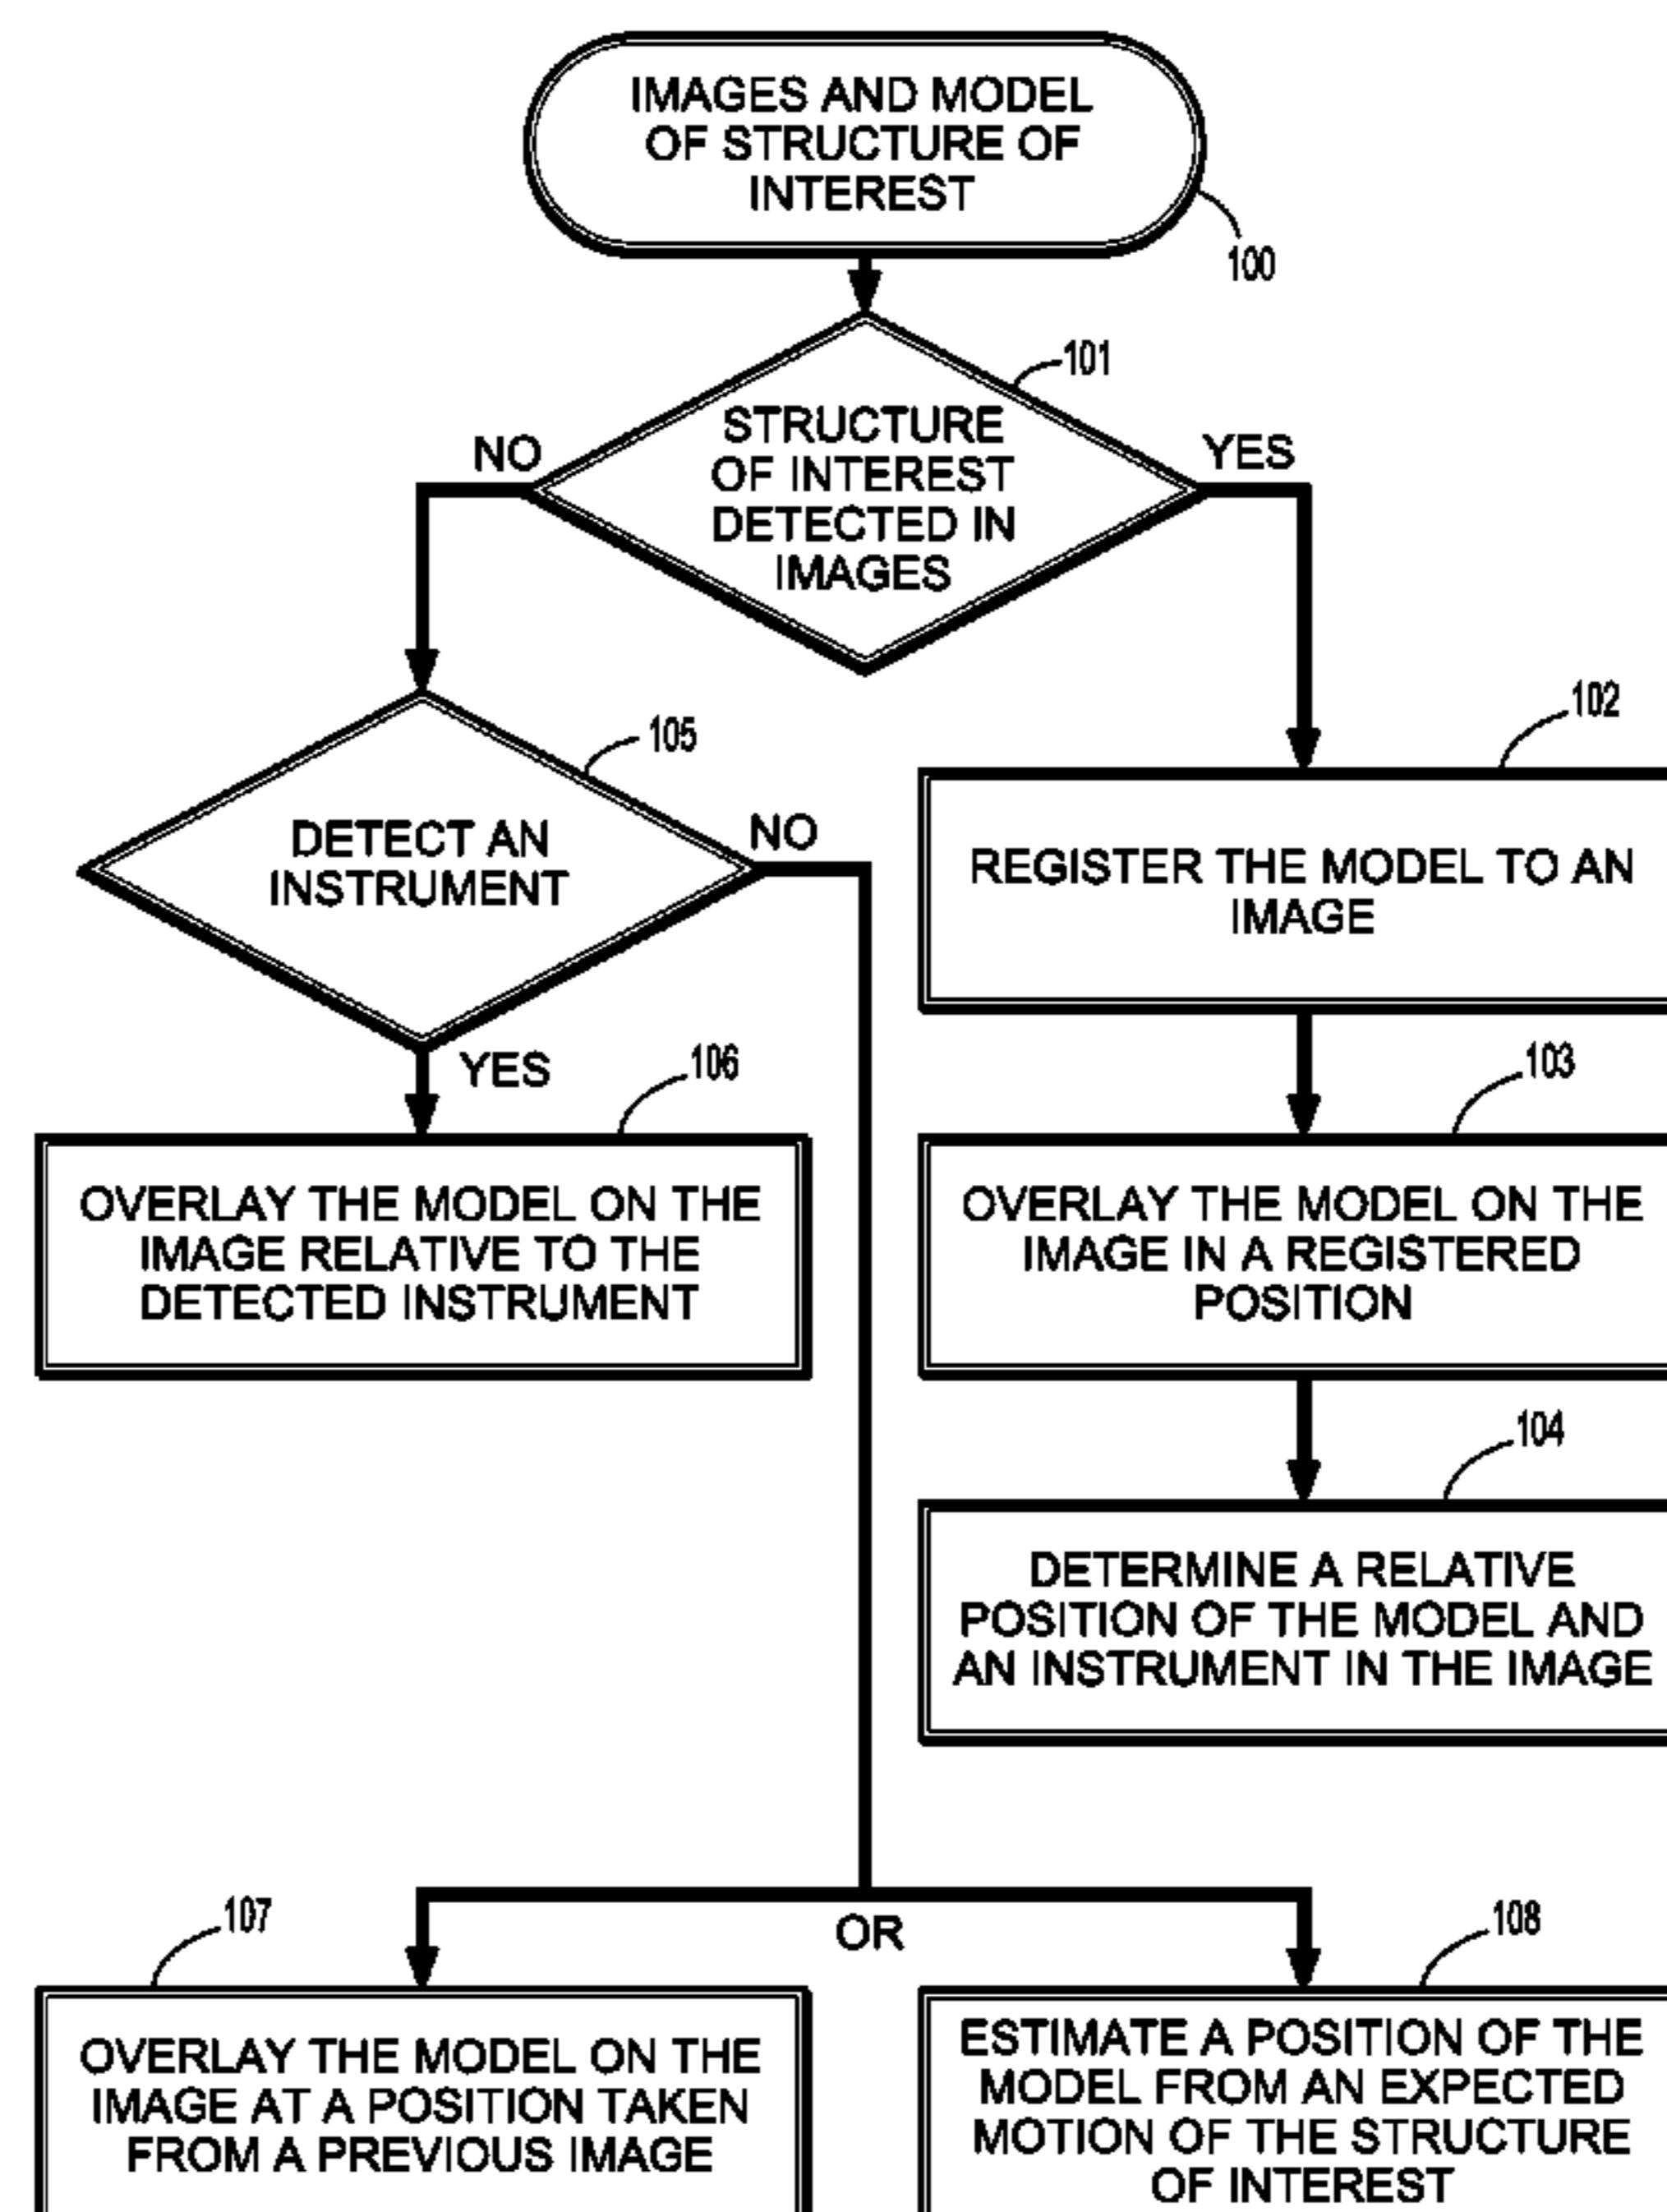 IMAGES AND MODEL
OF STRUCTURE OF
INTEREST
100
101
STRUCTURE
OF INTEREST
DETECTED IN
IMAGES
NO
YES
105
DETECT AN
INSTRUMENT
NO
YES
102
REGISTER THE MODEL TO AN
IMAGE
106
OVERLAY THE MODEL ON THE
IMAGE RELATIVE TO THE
DETECTED INSTRUMENT
103
OVERLAY THE MODEL ON THE
IMAGE IN A REGISTERED
POSITION
104
DETERMINE A RELATIVE
POSITION OF THE MODEL AND
AN INSTRUMENT IN THE IMAGE
OR
107
OVERLAY THE MODEL ON THE
IMAGE AT A POSITION TAKEN
FROM A PREVIOUS IMAGE
108
ESTIMATE A POSITION OF THE
MODEL FROM AN EXPECTED
MOTION OF THE STRUCTURE
OF INTEREST